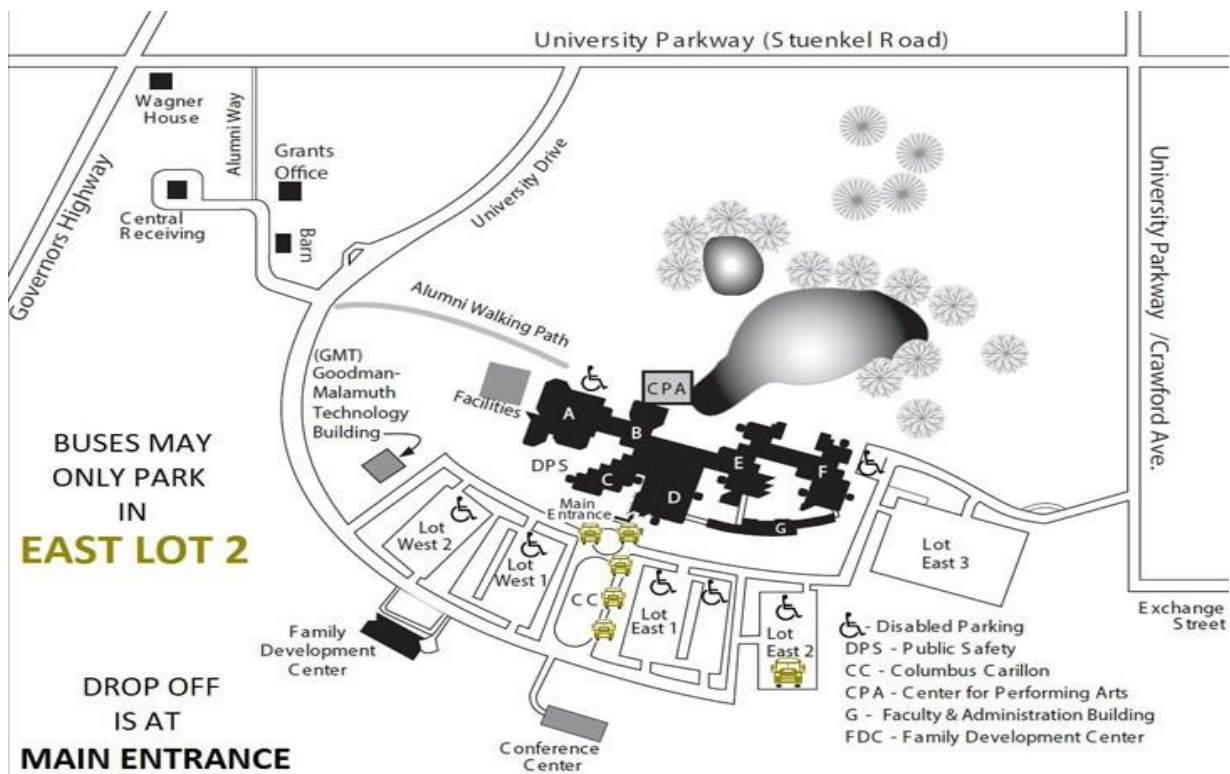 University Parkway (Stuenkel Road)
Wagner
House
Alumni Way
Grants
Office
Central
Receiving
Barn
Governors Highway
University Drive
University Parkway /Crawford Ave.
Alumni Walking Path
(GMT)
Goodman-
Malamuth
Technology
Building
Facilities
CPA
A
B
C
D
E
F
G
DPS
Main
Entrance
BUSES MAY
ONLY PARK
IN
EAST LOT 2
Lot
West 2
Lot
West 1
CC
Lot
East 1
Lot
East 2
Lot
East 3
Exchange
Street
Family
Development
Center
Conference
Center
DROP OFF
IS AT
MAIN ENTRANCE
- Disabled Parking
DPS - Public Safety
CC - Columbus Carillon
CPA - Center for Performing Arts
G - Faculty & Administration Building
FDC - Family Development Center